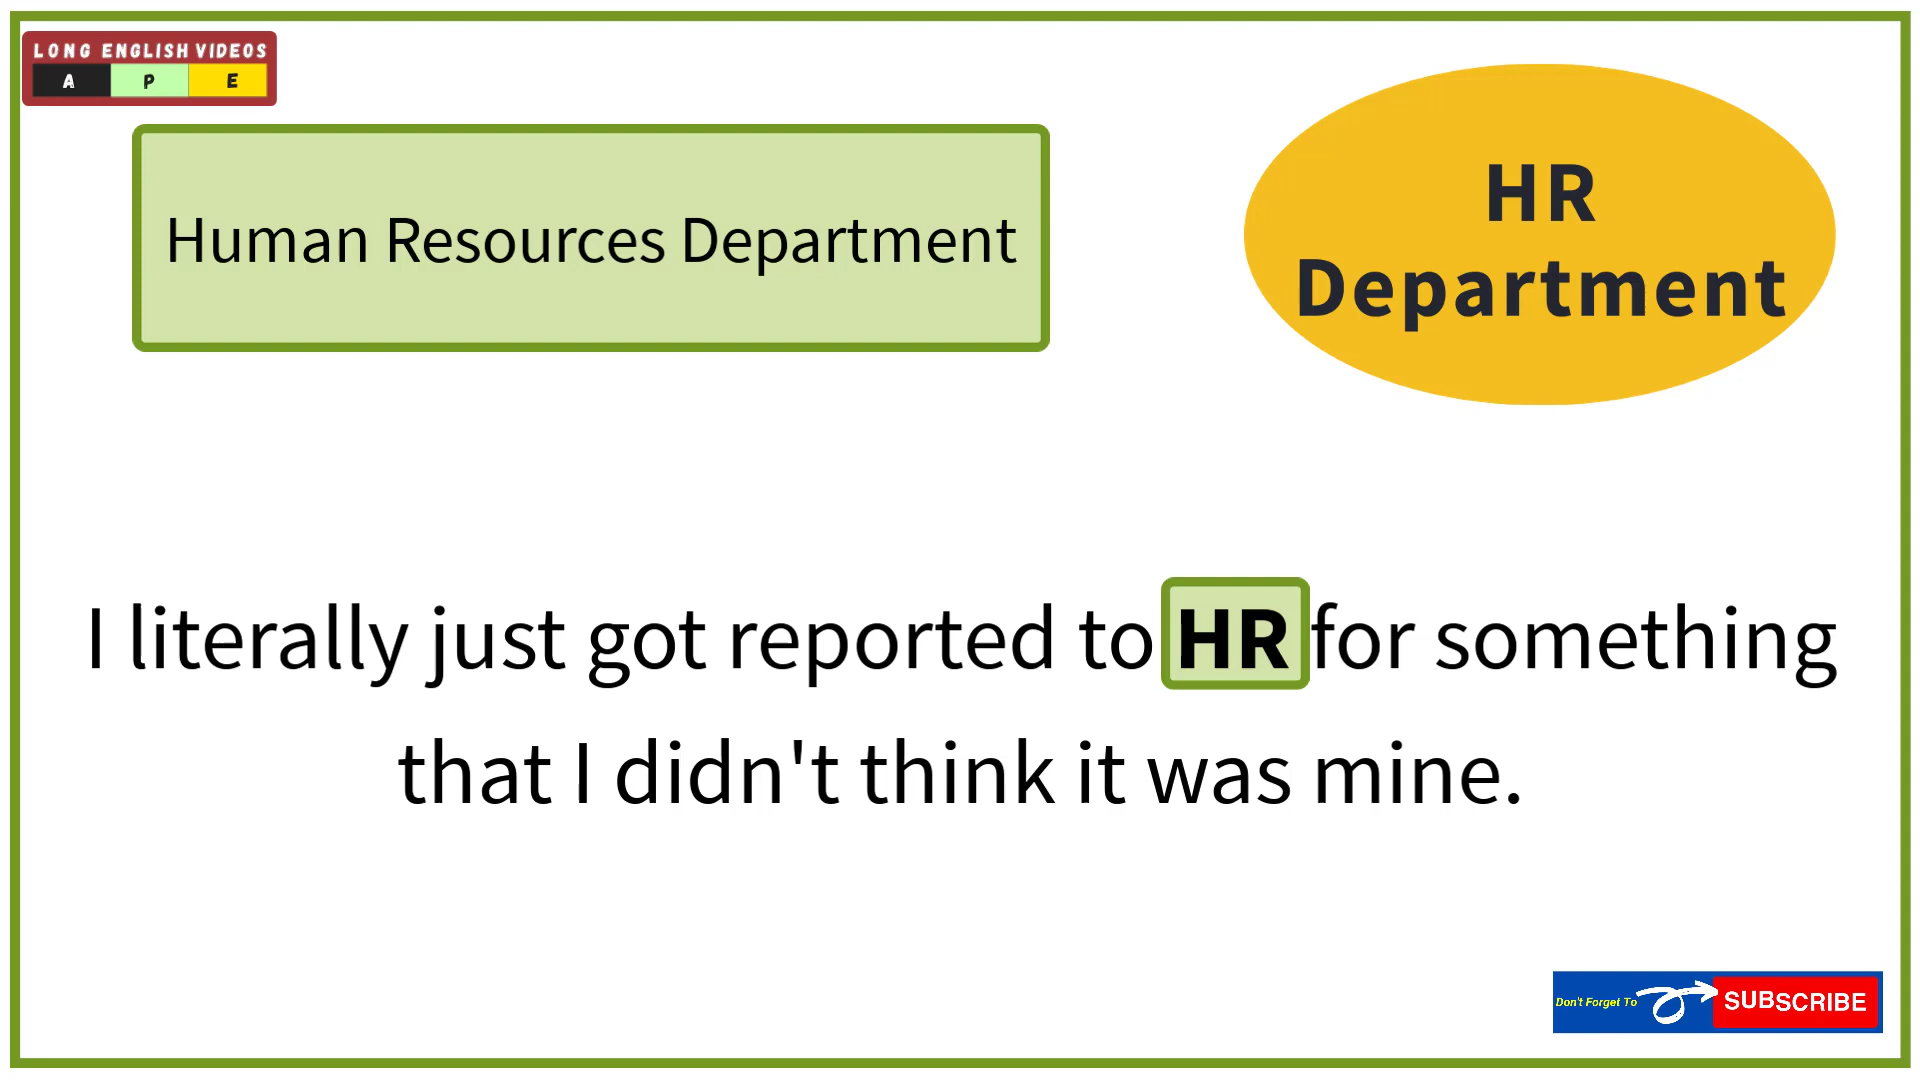 LONG ENGLISH VIDEOS
A P E
Human Resources Department
HR
Department
I literally just got reported to HR for something
that I didn't think it was mine.
Don't Forget To SUBSCRIBE